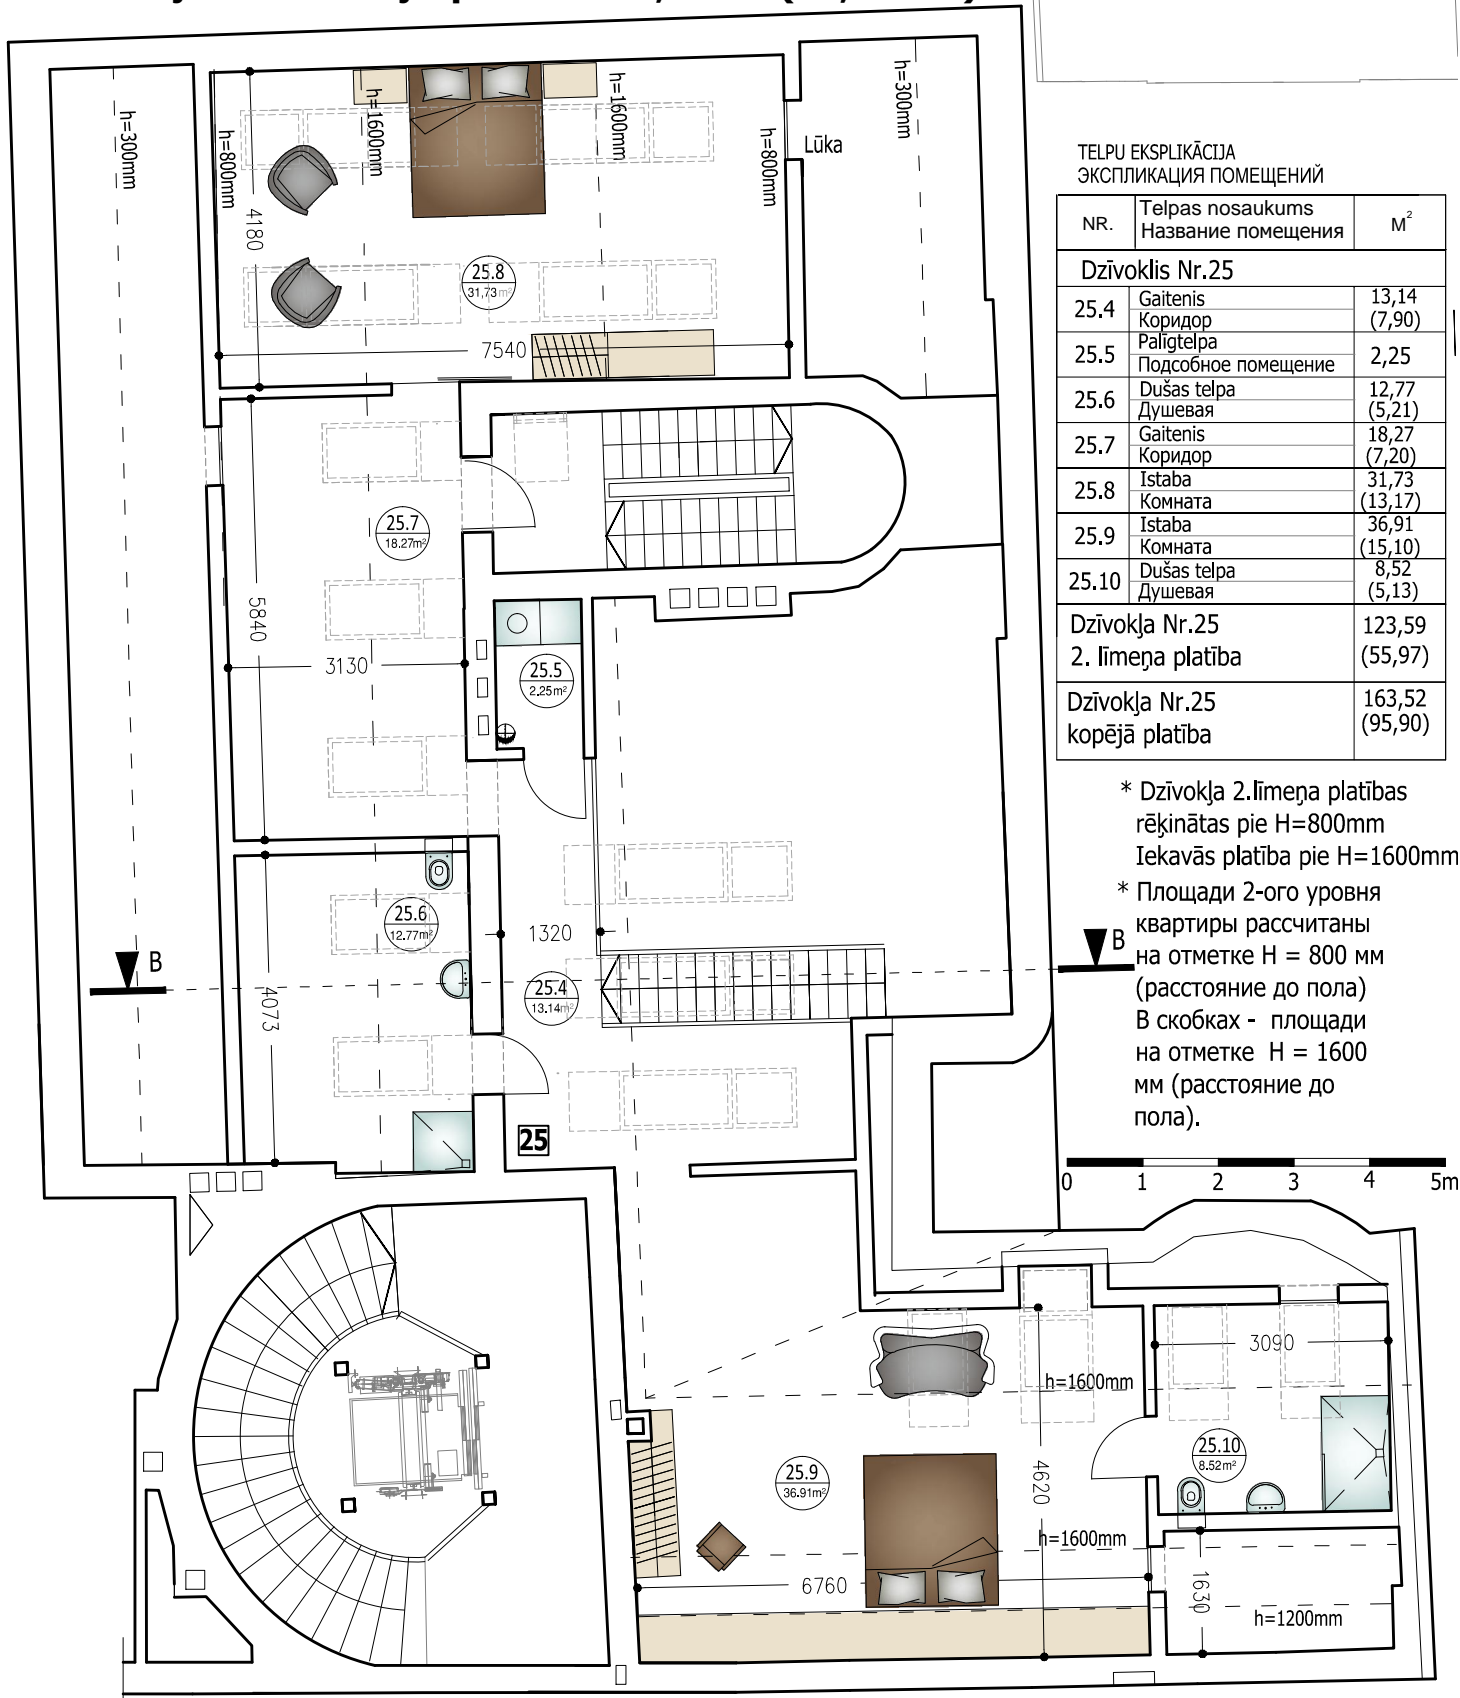 h=300mm
h=800mm
h=1600mm
h=1600mm
h=800mm
h=300mm
Lūka
4180
25.8
31,73m²
7540
25.7
18.27m²
5840
3130
25.5
2.25m²
25.6
12.77m²
1320
B
B
4073
25.4
13.14m²
25
3090
h=1600mm
25.10
8.52m²
25.9
36.91m²
4620
h=1600mm
6760
1630
h=1200mm
TELPU EKSPLIKĀCIJA
ЭКСПЛИКАЦИЯ ПОМЕЩЕНИЙ
NR. Telpas nosaukums M²
Название помещения
Dzīvoklis Nr.25
25.4 Gaitenis 13,14
Коридор (7,90)
25.5 Palīgtelpa 2,25
Подсобное помещение
25.6 Dušas telpa 12,77
Душевая (5,21)
25.7 Gaitenis 18,27
Коридор (7,20)
25.8 Istaba 31,73
Комната (13,17)
25.9 Istaba 36,91
Комната (15,10)
25.10 Dušas telpa 8,52
Душевая (5,13)
Dzīvokļa Nr.25 123,59
2. līmeņa platība (55,97)
Dzīvokļa Nr.25 163,52
kopējā platība (95,90)
* Dzīvokļa 2.līmeņa platības
rēķinātas pie H=800mm
Iekavās platība pie H=1600mm
* Площади 2-ого уровня
квартиры рассчитаны
на отметке H = 800 мм
(расстояние до пола)
В скобках - площади
на отметке H = 1600
мм (расстояние до
пола).
0 1 2 3 4 5m